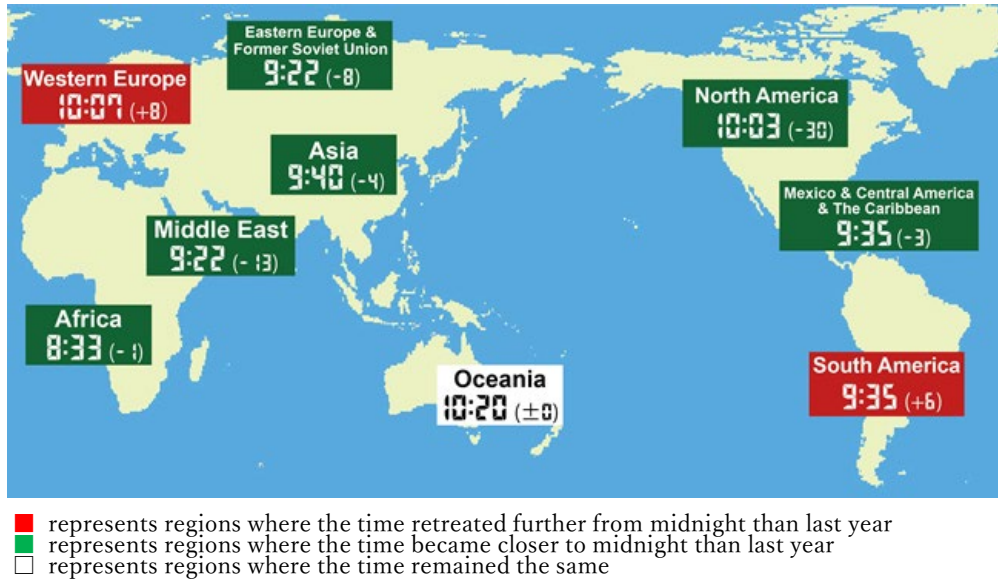 Eastern Europe &
Former Soviet Union
9:22 (-8)
Western Europe
10:07 (+8)
North America
10:03 (-30)
Asia
9:40 (-4)
Mexico & Central America
& The Caribbean
9:35 (-3)
Middle East
9:22 (-13)
Africa
8:33 (-1)
Oceania
10:20 (±0)
South America
9:35 (+6)
represents regions where the time retreated further from midnight than last year
represents regions where the time became closer to midnight than last year
represents regions where the time remained the same